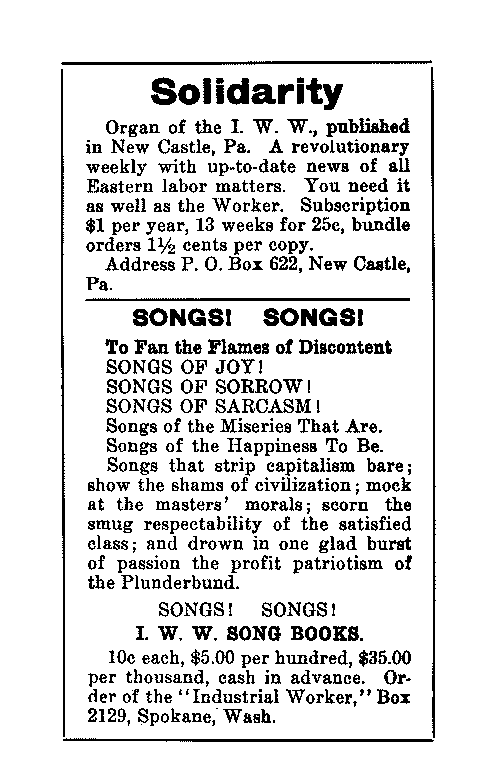 Solidarity
Organ of the I. W. W., published
in New Castle, Pa. A revolutionary
weekly with up-to-date news of all
Eastern labor matters. You need it
as well as the Worker. Subscription
$1 per year, 13 weeks for 25c, bundle
orders 1½ cents per copy.
Address P. O. Box 622, New Castle,
Pa.
SONGS! SONGS!
To Fan the Flames of Discontent
SONGS OF JOY!
SONGS OF SORROW!
SONGS OF SARCASM!
Songs of the Miseries That Are.
Songs of the Happiness To Be.
Songs that strip capitalism bare;
show the shams of civilization; mock
at the masters' morals; scorn the
smug respectability of the satisfied
class; and drown in one glad burst
of passion the profit patriotism of
the Plunderbund.
SONGS! SONGS!
I. W. W. SONG BOOKS.
10c each, $5.00 per hundred, $35.00
per thousand, cash in advance. Or-
der of the "Industrial Worker," Box
2129, Spokane, Wash.